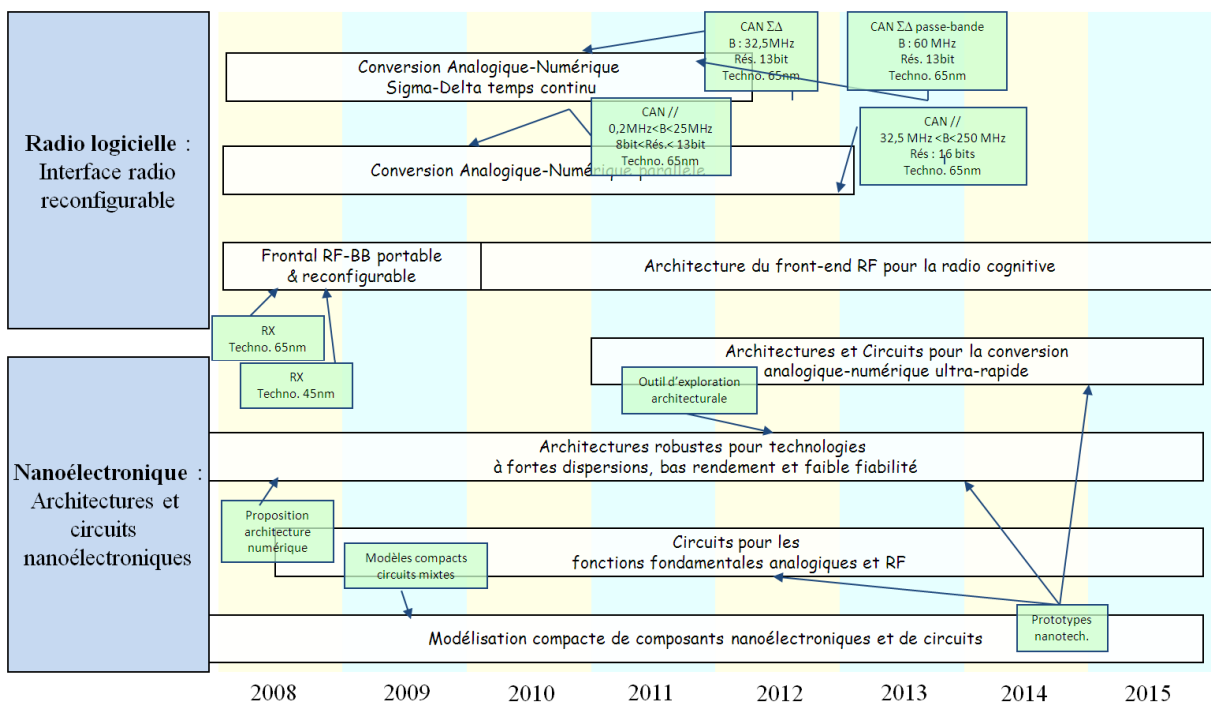 Radio logicielle :
Interface radio
reconfigurable
Conversion Analogique-Numérique
Sigma-Delta temps continu
CAN ΣΔ
B : 32,5MHz
Rés. 13bit
Techno. 65nm
CAN ΣΔ passe-bande
B : 60 MHz
Rés. 13bit
Techno. 65nm
CAN //
0,2MHz<B<25MHz
8bit<Rés.< 13bit
Techno. 65nm
CAN //
32,5 MHz <B<250 MHz
Rés : 16 bits
Techno. 65nm
Conversion Analogique-Numérique parallèle
Frontal RF-BB portable
& reconfigurable
Architecture du front-end RF pour la radio cognitive
RX
Techno. 65nm
RX
Techno. 45nm
Nanoélectronique :
Architectures et
circuits
nanoélectroniques
Architectures et Circuits pour la conversion
analogique-numérique ultra-rapide
Outil d'exploration
architecturale
Architectures robustes pour technologies
à fortes dispersions, bas rendement et faible fiabilité
Proposition
architecture
numérique
Circuits pour les
fonctions fondamentales analogiques et RF
Modèles compacts
circuits mixtes
Prototypes
nanotech.
Modélisation compacte de composants nanoélectroniques et de circuits
2008 2009 2010 2011 2012 2013 2014 2015